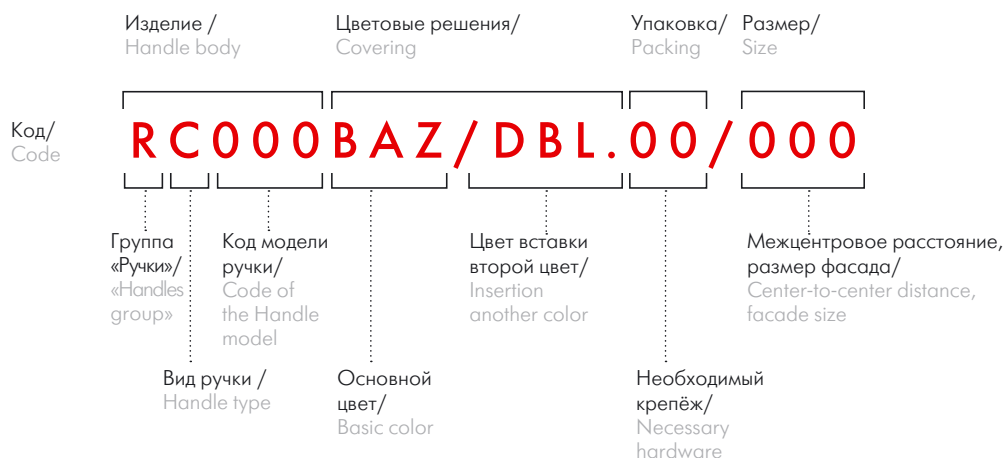 Изделие /
Handle body
Цветовые решения/
Covering
Упаковка/
Packing
Размер/
Size
Код/
Code
RC000BAZ/DBL.00/000
Группа
«Ручки»/
«Handles
group»
Код модели
ручки/
Code of
the Handle
model
Цвет вставки
второй цвет/
Insertion
another color
Межцентровое расстояние,
размер фасада/
Center-to-center distance,
facade size
Вид ручки /
Handle type
Основной
цвет/
Basic color
Необходимый
крепёж/
Necessary
hardware